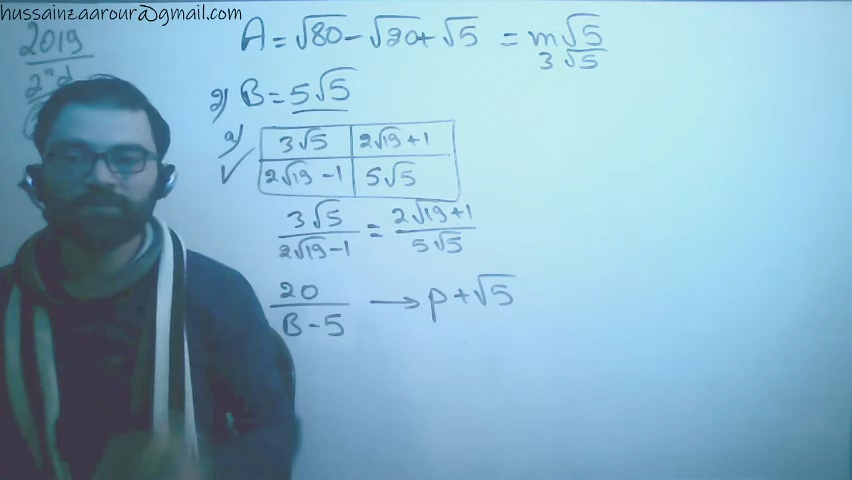 hussainzaarour@gmail.com
2019
2nd
A = √80 - √20 + √5 = m√5
3√5
2) B = 5√5
a)
3√5 2√19 + 1
✓ 2√19 - 1 5√5
3√5 / 2√19 - 1 = 2√19 + 1 / 5√5
20 / B - 5 → p + √5